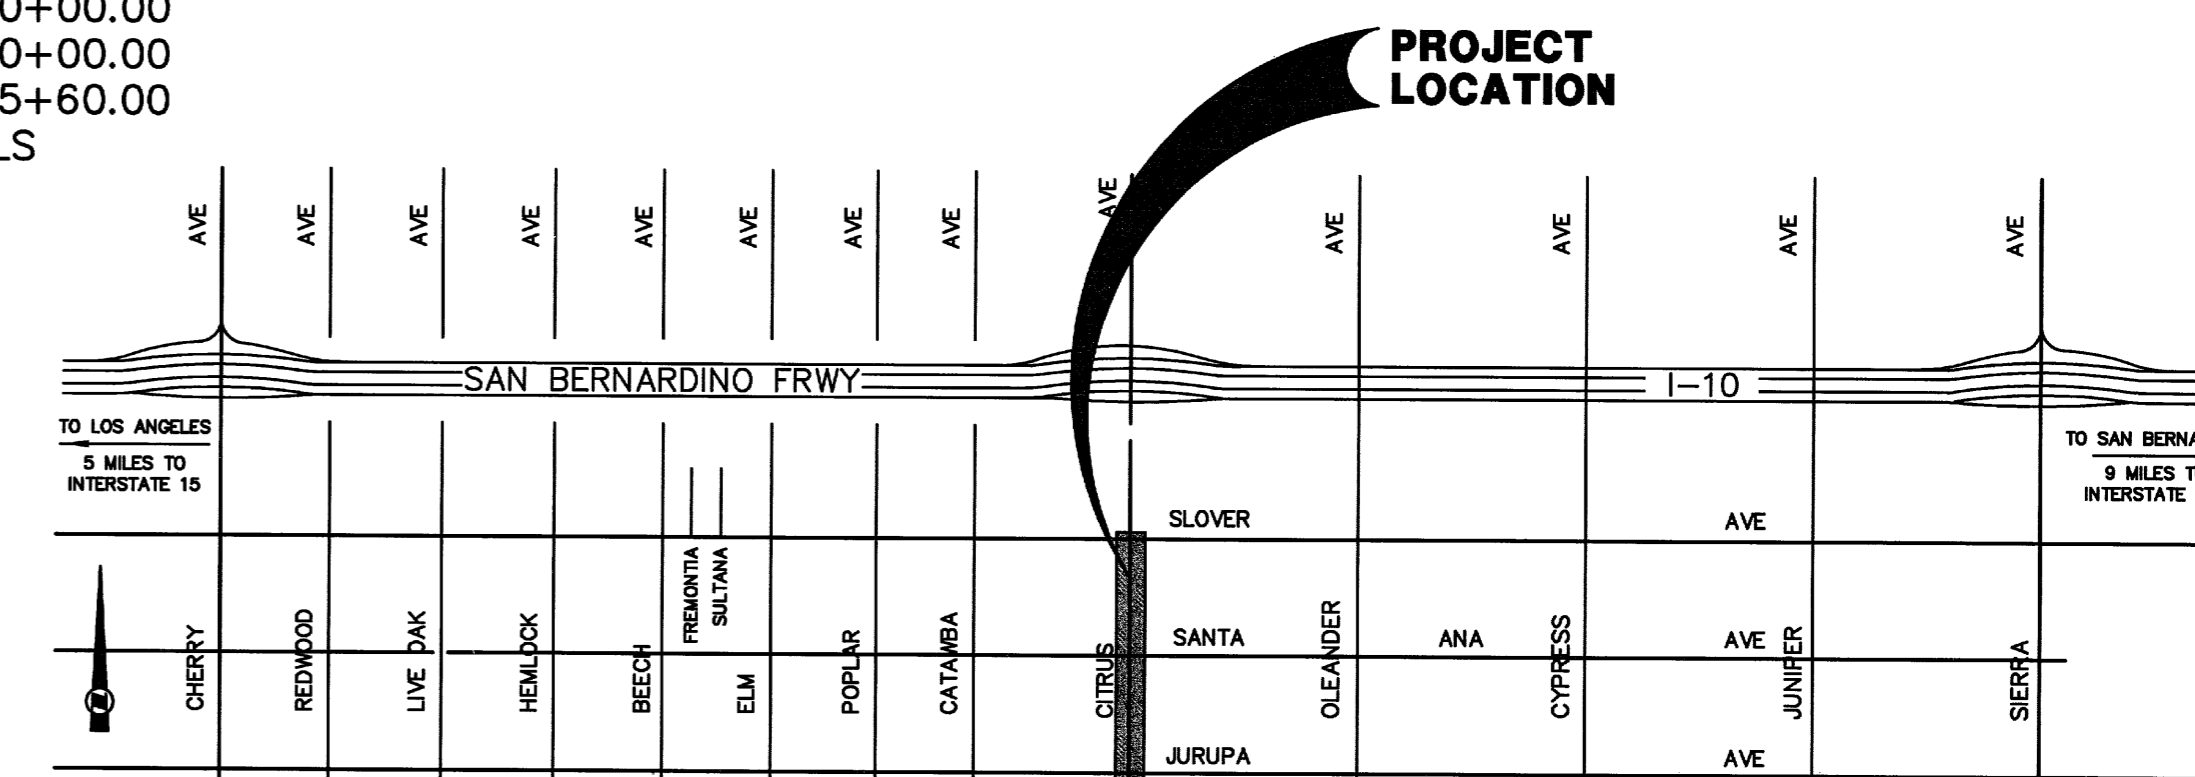 0+00.00
0+00.00
5+60.00
LS
PROJECT
LOCATION
AVE
AVE
AVE
AVE
AVE
AVE
AVE
AVE
AVE
AVE
AVE
AVE
AVE
SAN BERNARDINO FRWY
I-10
TO LOS ANGELES
5 MILES TO
INTERSTATE 15
TO SAN BERNA
9 MILES T
INTERSTATE
SLOVER AVE
FREMONTIA
SULTANA
CHERRY
REDWOOD
LIVE OAK
HEMLOCK
BEECH
ELM
POPLAR
CATAWBA
CITRUS
SANTA ANA AVE
OLEANDER
CYPRESS
JUNIPER
SIERRA
JURUPA AVE